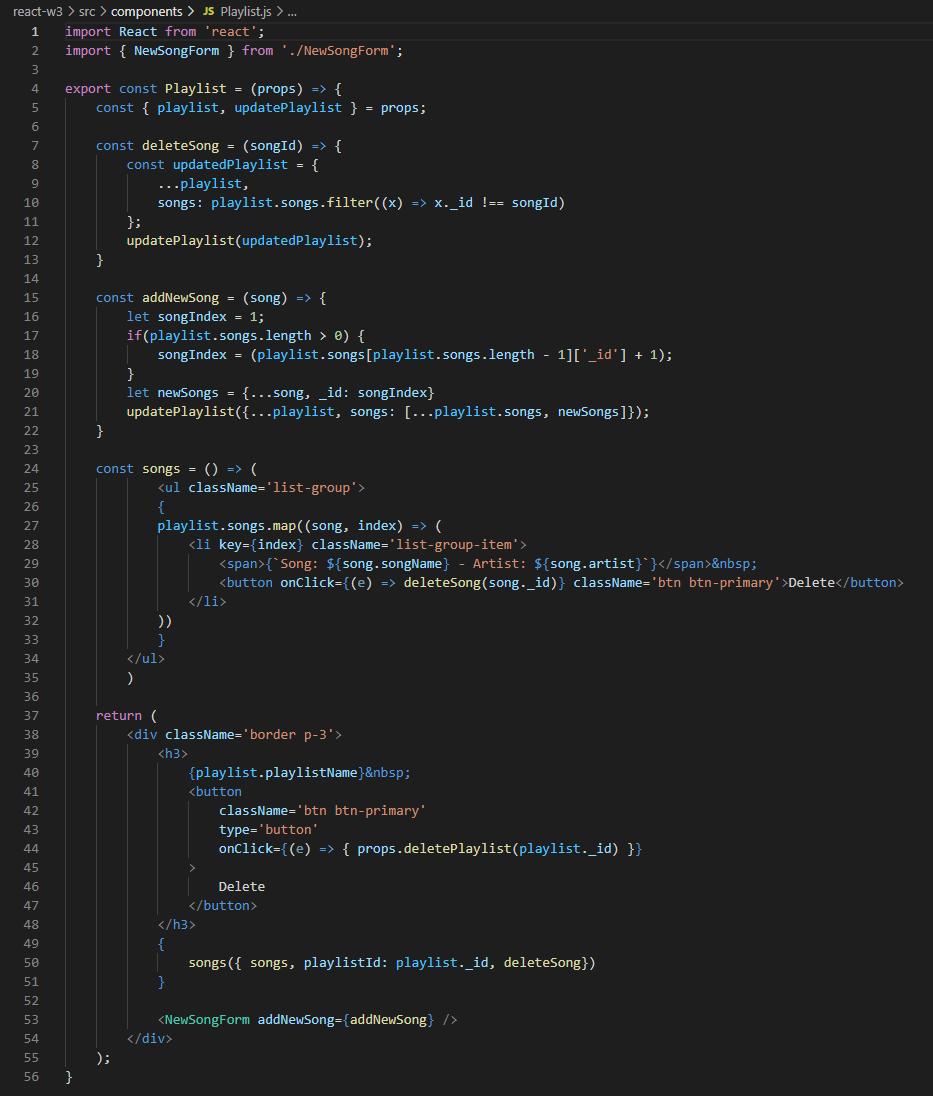 react-w3 > src > components > JS Playlist.js > ...
1 import React from 'react';
2 import { NewSongForm } from './NewSongForm';
3
4 export const Playlist = (props) => {
5     const { playlist, updatePlaylist } = props;
6
7     const deleteSong = (songId) => {
8         const updatedPlaylist = {
9             ...playlist,
10             songs: playlist.songs.filter((x) => x._id !== songId)
11         };
12         updatePlaylist(updatedPlaylist);
13     }
14
15     const addNewSong = (song) => {
16         let songIndex = 1;
17         if(playlist.songs.length > 0) {
18             songIndex = (playlist.songs[playlist.songs.length - 1]['_id'] + 1);
19         }
20         let newSongs = {...song, _id: songIndex}
21         updatePlaylist({...playlist, songs: [...playlist.songs, newSongs]});
22     }
23
24     const songs = () => (
25             <ul className='list-group'>
26             {
27             playlist.songs.map((song, index) => (
28                 <li key={index} className='list-group-item'>
29                     <span>{`Song: ${song.songName} - Artist: ${song.artist}`}</span>&nbsp;
30                     <button onClick={(e) => deleteSong(song._id)} className='btn btn-primary'>Delete</button>
31                 </li>
32             ))
33             }
34         </ul>
35         )
36
37     return (
38         <div className='border p-3'>
39             <h3>
40                 {playlist.playlistName}&nbsp;
41                 <button
42                     className='btn btn-primary'
43                     type='button'
44                     onClick={(e) => { props.deletePlaylist(playlist._id) }}
45                 >
46                     Delete
47                 </button>
48             </h3>
49             {
50                 songs({ songs, playlistId: playlist._id, deleteSong})
51             }
52
53             <NewSongForm addNewSong={addNewSong} />
54         </div>
55     );
56 }